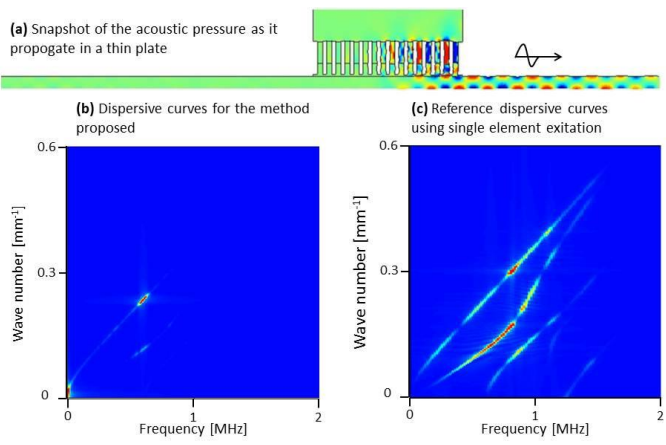 (a) Snapshot of the acoustic pressure as it
propogate in a thin plate
(b) Dispersive curves for the method
proposed
(c) Reference dispersive curves
using single element exitation
0.6
0.3
0
Wave number [mm-1]
0
1
2
Frequency [MHz]
0.6
0.3
0
Wave number [mm-1]
0
1
2
Frequency [MHz]